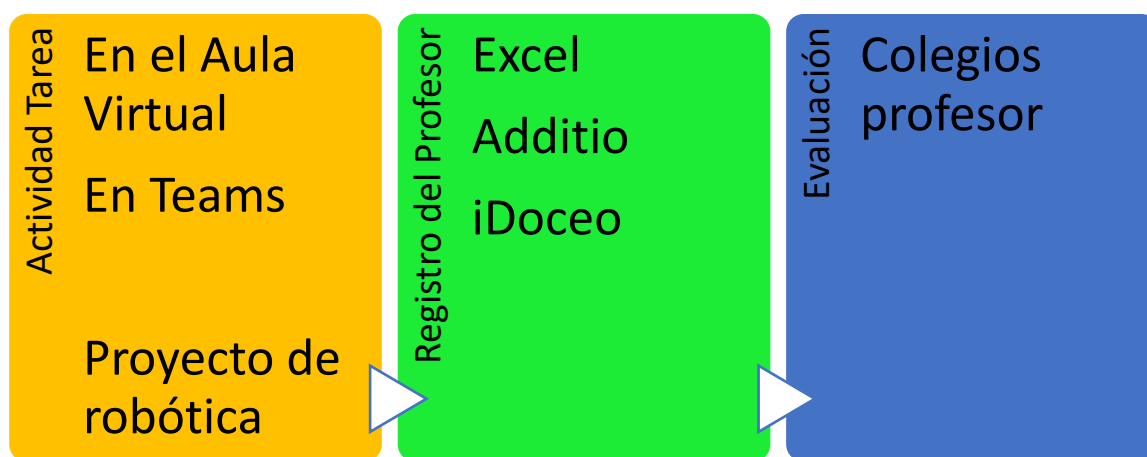 Actividad Tarea
En el Aula
Virtual
En Teams
Proyecto de
robótica
Registro del Profesor
Excel
Additio
iDoceo
Evaluación
Colegios
profesor